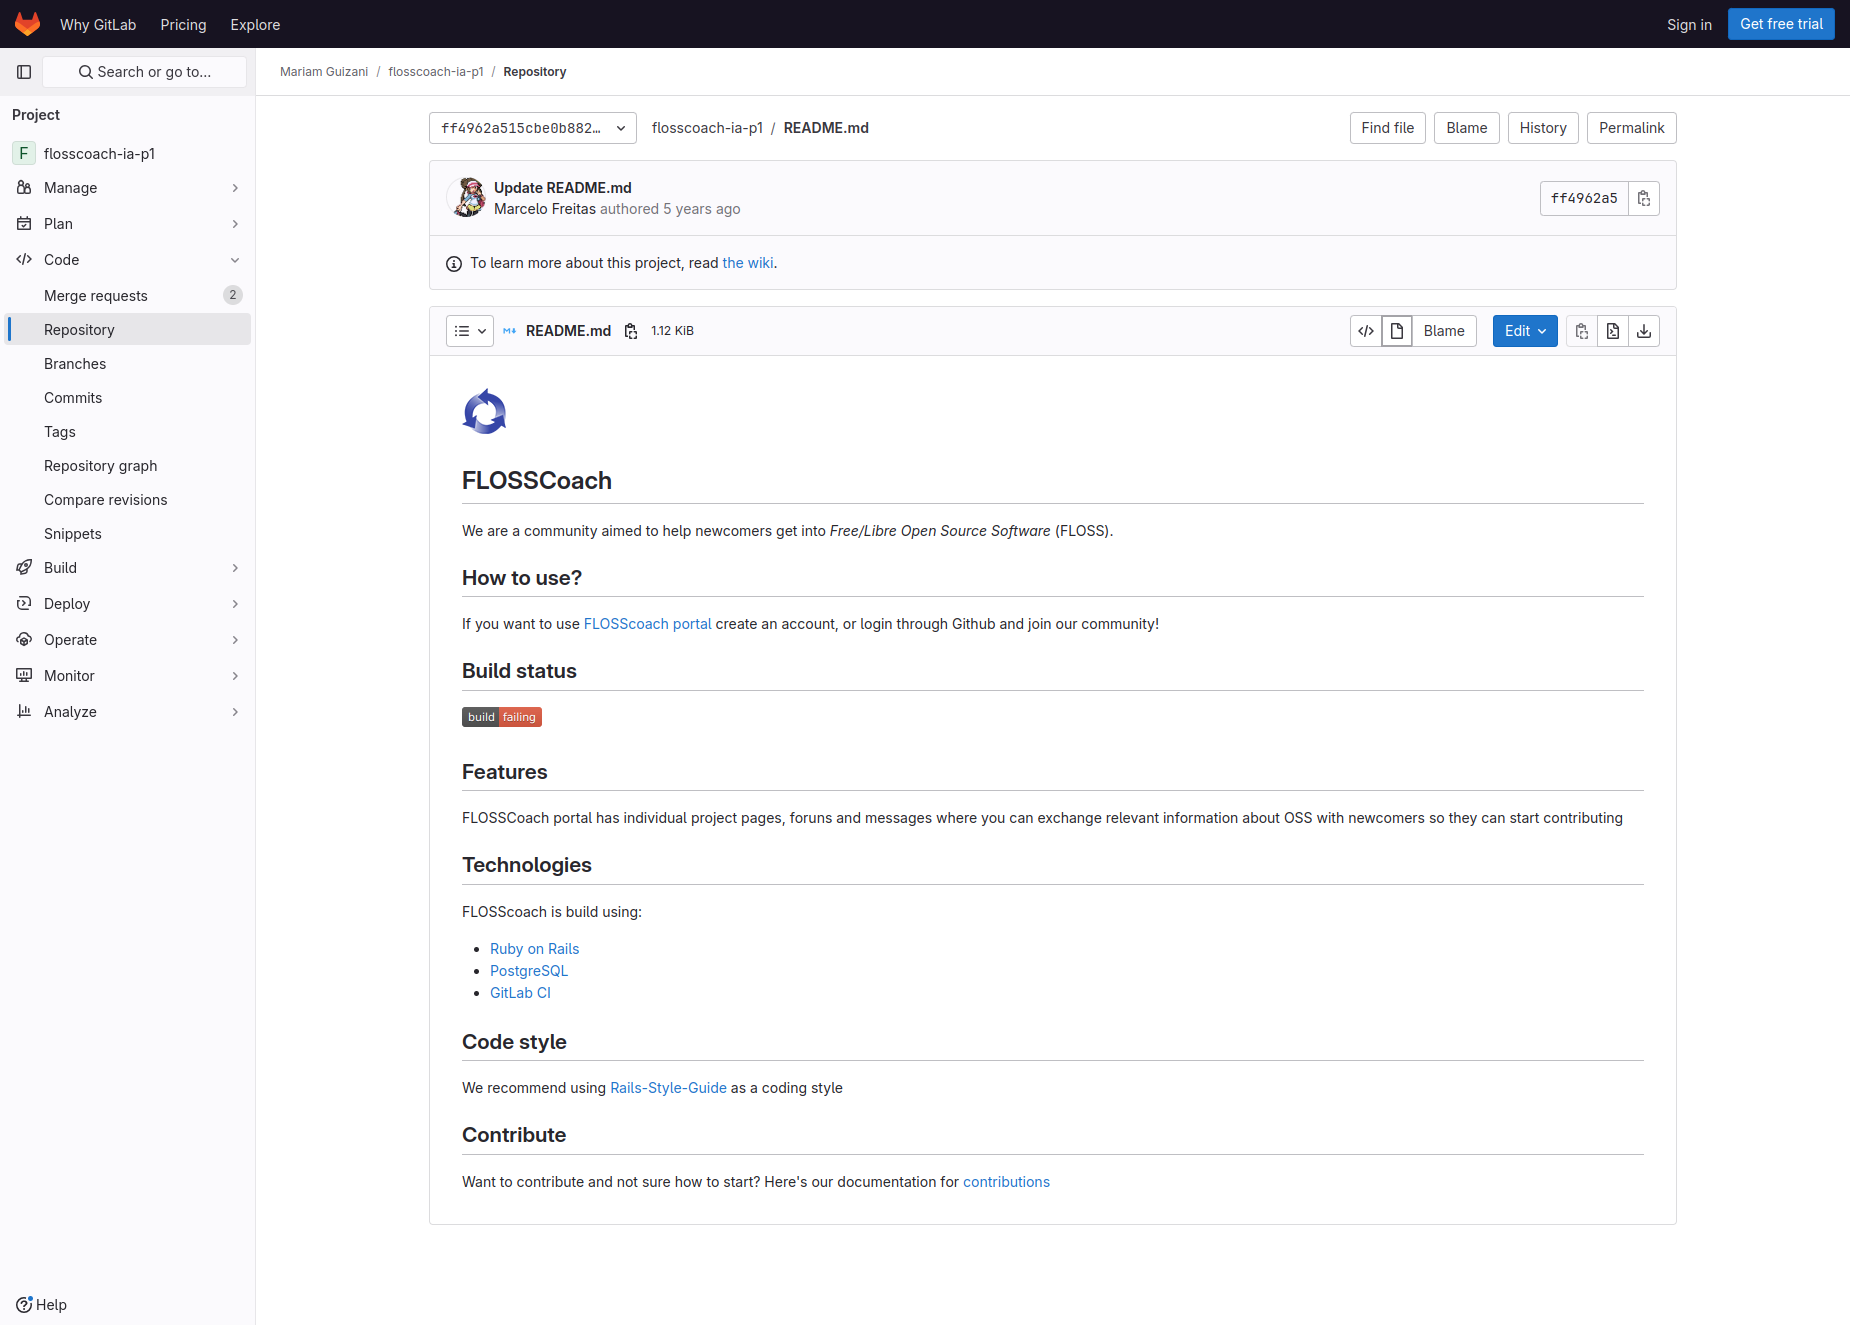 Why GitLab Pricing Explore Sign in Get free trial
Search or go to...
Mariam Guizani / flosscoach-ia-p1 / Repository
Project
F flosscoach-ia-p1
Manage
Plan
Code
Merge requests 2
Repository
Branches
Commits
Tags
Repository graph
Compare revisions
Snippets
Build
Deploy
Operate
Monitor
Analyze
Help
ff4962a515cbe0b882… flosscoach-ia-p1 / README.md Find file Blame History Permalink
Update README.md
Marcelo Freitas authored 5 years ago
ff4962a5
To learn more about this project, read the wiki.
M↓ README.md 1.12 KiB Blame Edit
FLOSSCoach
We are a community aimed to help newcomers get into Free/Libre Open Source Software (FLOSS).
How to use?
If you want to use FLOSScoach portal create an account, or login through Github and join our community!
Build status
build failing
Features
FLOSSCoach portal has individual project pages, foruns and messages where you can exchange relevant information about OSS with newcomers so they can start contributing
Technologies
FLOSScoach is build using:
• Ruby on Rails
• PostgreSQL
• GitLab CI
Code style
We recommend using Rails-Style-Guide as a coding style
Contribute
Want to contribute and not sure how to start? Here's our documentation for contributions